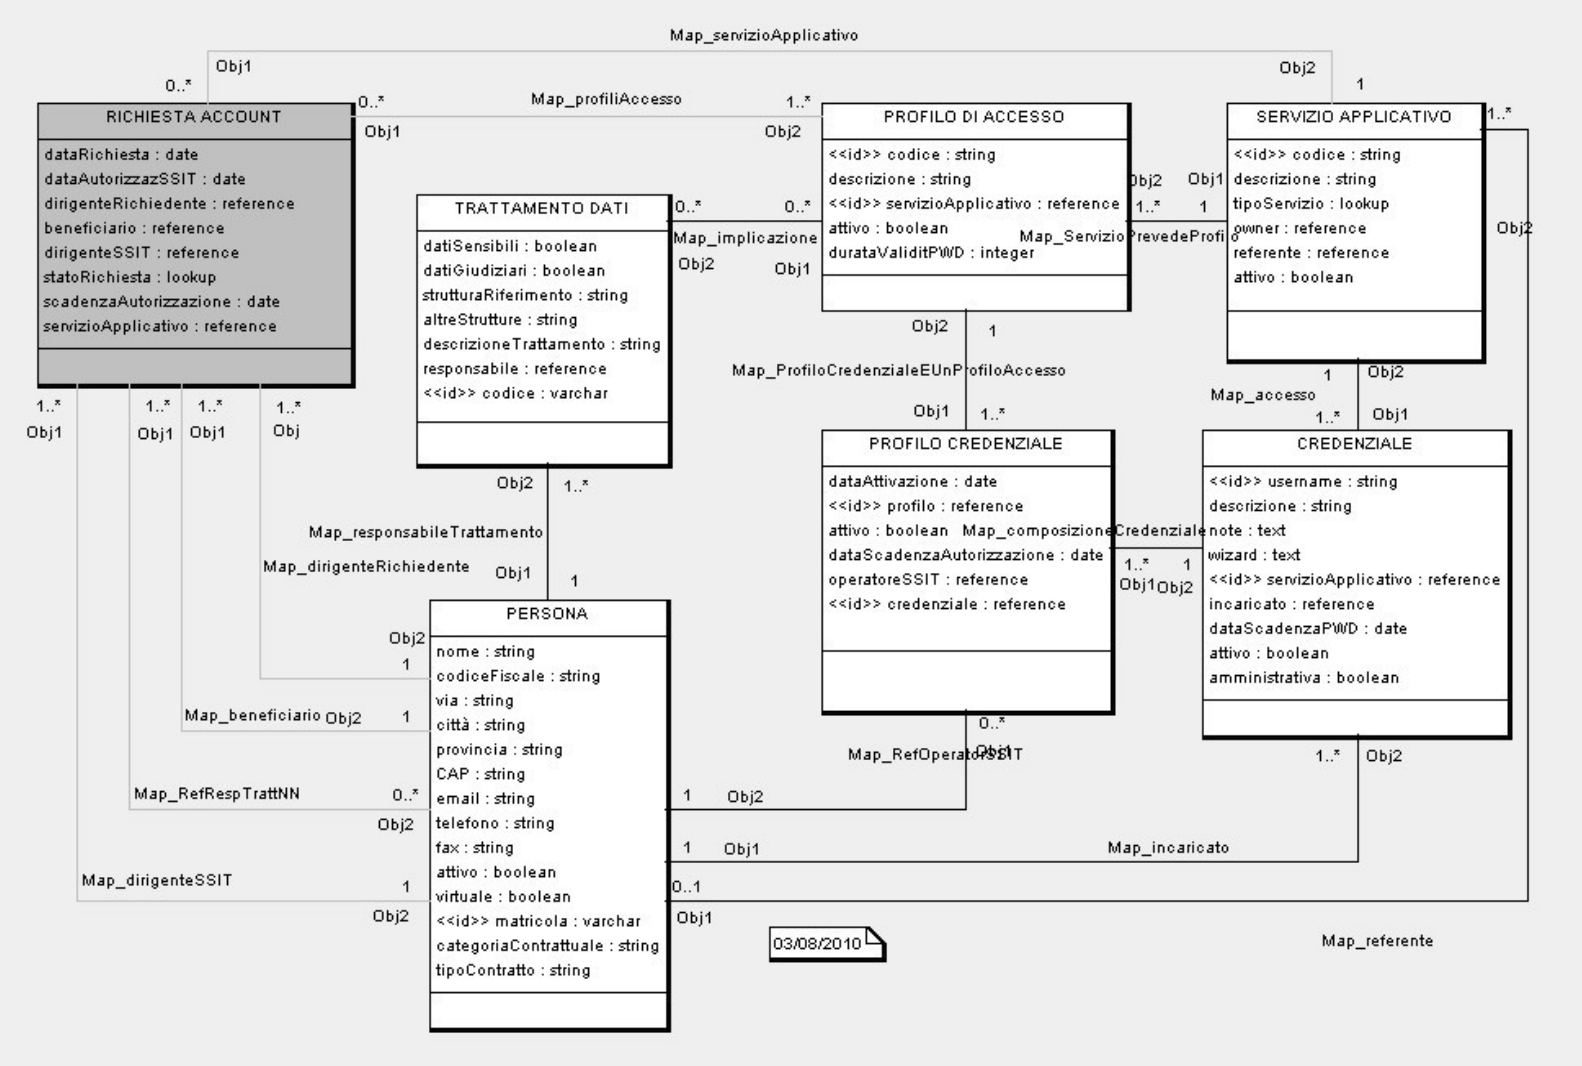 Map_servizioApplicativo
Obj1
Obj2
0..*
1
0..*
Map_profiliAccesso
1..*
Obj1
Obj2
1..*
RICHIESTA ACCOUNT
dataRichiesta : date
dataAutorizzazSSIT : date
dirigenteRichiedente : reference
beneficiario : reference
dirigenteSSIT : reference
statoRichiesta : lookup
scadenzaAutorizzazione : date
servizioApplicativo : reference
PROFILO DI ACCESSO
<<id>> codice : string
descrizione : string
<<id>> servizioApplicativo : reference
attivo : boolean
durataValiditPWD : integer
SERVIZIO APPLICATIVO
<<id>> codice : string
descrizione : string
tipoServizio : lookup
owner : reference
referente : reference
attivo : boolean
Obj2
Obj1
1..*
1
Map_ServizioPrevedeProfilo
Obj2
TRATTAMENTO DATI
datiSensibili : boolean
datiGiudiziari : boolean
strutturaRiferimento : string
altreStrutture : string
descrizioneTrattamento : string
responsabile : reference
<<id>> codice : varchar
0..*
0..*
Map_implicazione
Obj2
Obj1
Obj2
1
Map_ProfiloCredenzialeEUnProfiloAccesso
Obj1
1..*
1
Obj2
Map_accesso
1..*
Obj1
1..*
Obj1
1..*
Obj1
1..*
Obj1
1..*
Obj
PROFILO CREDENZIALE
dataAttivazione : date
<<id>> profilo : reference
attivo : boolean
dataScadenzaAutorizzazione : date
operatoreSSIT : reference
<<id>> credenziale : reference
Map_composizioneCredenziale
1..*
1
Obj1
Obj2
CREDENZIALE
<<id>> username : string
descrizione : string
note : text
wizard : text
<<id>> servizioApplicativo : reference
incaricato : reference
dataScadenzaPWD : date
attivo : boolean
amministrativa : boolean
Obj2
1..*
Map_responsabileTrattamento
Map_dirigenteRichiedente
Obj1
1
PERSONA
nome : string
codiceFiscale : string
via : string
città : string
provincia : string
CAP : string
email : string
telefono : string
fax : string
attivo : boolean
virtuale : boolean
<<id>> matricola : varchar
categoriaContrattuale : string
tipoContratto : string
Obj2
1
Map_beneficiario
Obj2
1
Map_RefRespTrattNN
0..*
Obj2
Map_dirigenteSSIT
1
Obj2
0..*
Obj1
Map_RefOperatorSSIT
1
Obj2
1..*
Obj2
1
Obj1
Map_incaricato
0..1
Obj1
Map_referente
03/08/2010